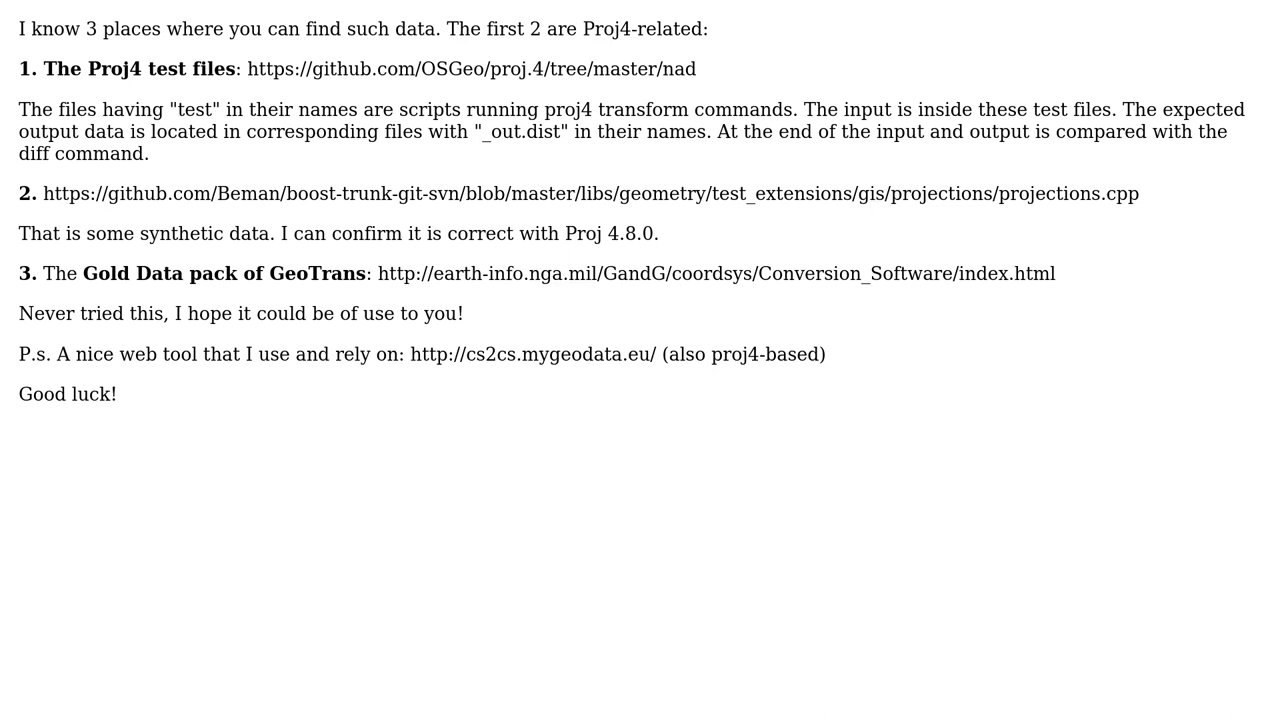 I know 3 places where you can find such data. The first 2 are Proj4-related:
1. The Proj4 test files: https://github.com/OSGeo/proj.4/tree/master/nad
The files having "test" in their names are scripts running proj4 transform commands. The input is inside these test files. The expected
output data is located in corresponding files with "_out.dist" in their names. At the end of the input and output is compared with the
diff command.
2. https://github.com/Beman/boost-trunk-git-svn/blob/master/libs/geometry/test_extensions/gis/projections/projections.cpp
That is some synthetic data. I can confirm it is correct with Proj 4.8.0.
3. The Gold Data pack of GeoTrans: http://earth-info.nga.mil/GandG/coordsys/Conversion_Software/index.html
Never tried this, I hope it could be of use to you!
P.s. A nice web tool that I use and rely on: http://cs2cs.mygeodata.eu/ (also proj4-based)
Good luck!